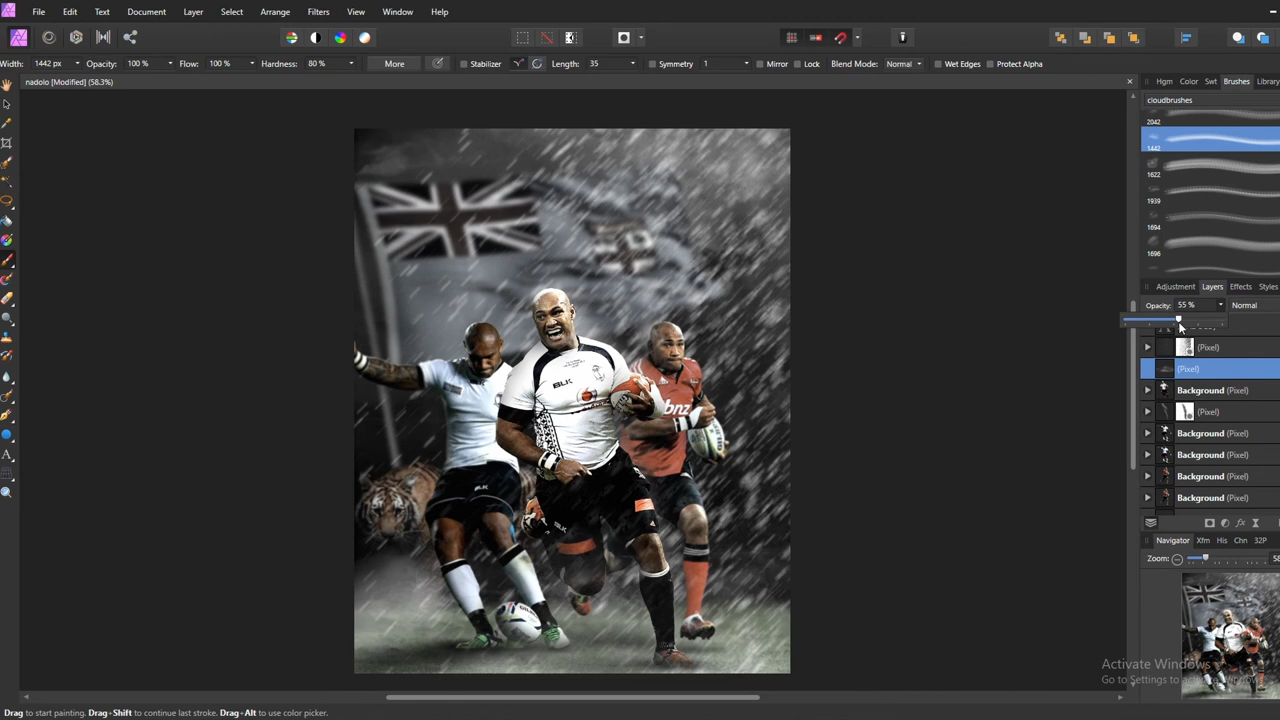 File Edit Text Document Layer Select Arrange Filters View Window Help
Width: 1442 px Opacity: 100 % Flow: 100 % Hardness: 80 % More Stabilizer Length: 35 Symmetry 1 Mirror Lock Blend Mode: Normal Wet Edges Protect Alpha
nadolo [Modified] (58.3%)
Hgm Color Swt Brushes Library
cloudbrushes
2042
1442
1622
1939
1694
1696
Adjustment Layers Effects Styles
Opacity: 55 % Normal
(Pixel)
(Pixel)
Background (Pixel)
(Pixel)
Background (Pixel)
Background (Pixel)
Background (Pixel)
Background (Pixel)
Navigator Xfm His Chn 32P
Zoom: 58
BLK
bnz
BLK
BLK
Activate Windows
Go to Settings to activate Windows.
Drag to start painting. Drag+Shift to continue last stroke. Drag+Alt to use color picker.